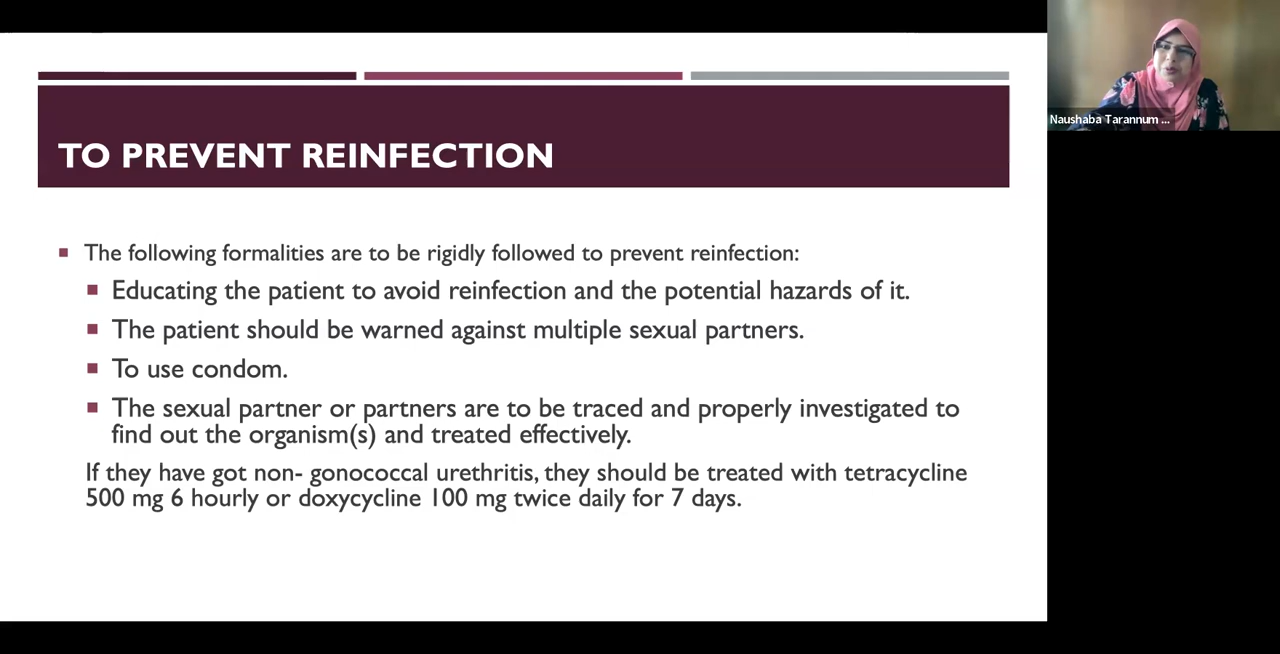 TO PREVENT REINFECTION
The following formalities are to be rigidly followed to prevent reinfection:
Educating the patient to avoid reinfection and the potential hazards of it.
The patient should be warned against multiple sexual partners.
To use condom.
The sexual partner or partners are to be traced and properly investigated to
find out the organism(s) and treated effectively.
If they have got non- gonococcal urethritis, they should be treated with tetracycline
500 mg 6 hourly or doxycycline 100 mg twice daily for 7 days.
Naushaba Tarannum ...